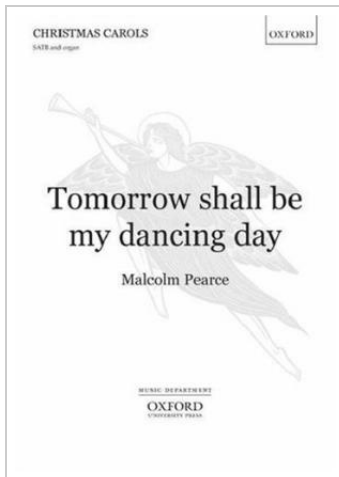 CHRISTMAS CAROLS
SATB and organ
OXFORD
Tomorrow shall be
my dancing day
Malcolm Pearce
MUSIC DEPARTMENT
OXFORD
UNIVERSITY PRESS